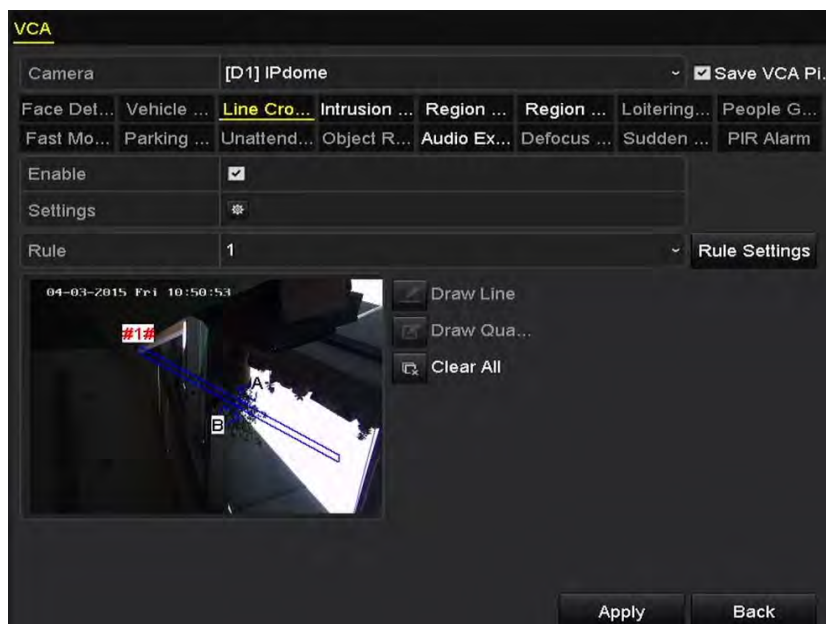 VCA
Camera [D1] IPdome Save VCA Pi.
Face Det... Vehicle ... Line Cro... Intrusion ... Region ... Region ... Loitering... People G...
Fast Mo... Parking ... Unattend... Object R... Audio Ex... Defocus ... Sudden ... PIR Alarm
Enable
Settings
Rule 1 Rule Settings
04-03-2015 Fri 10:50:53
Draw Line
#1#
Draw Qua...
Clear All
A
B
Apply Back